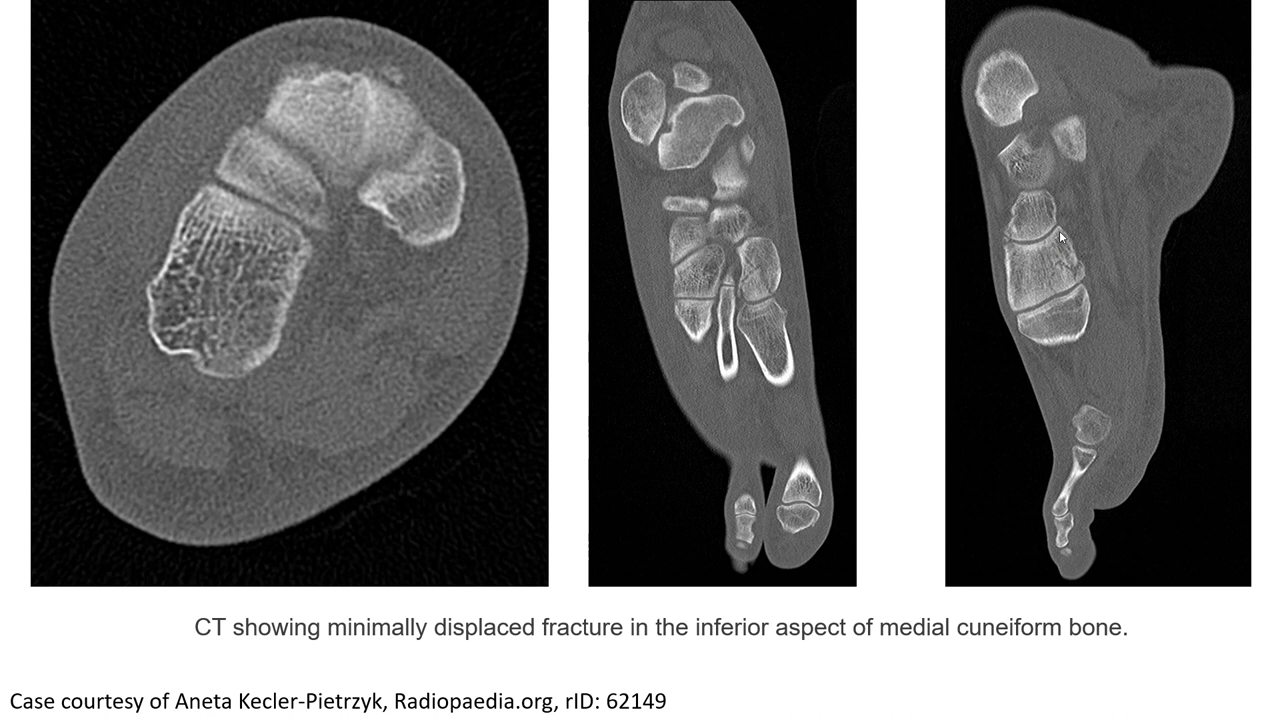 CT showing minimally displaced fracture in the inferior aspect of medial cuneiform bone.
Case courtesy of Aneta Kecler-Pietrzyk, Radiopaedia.org, rID: 62149